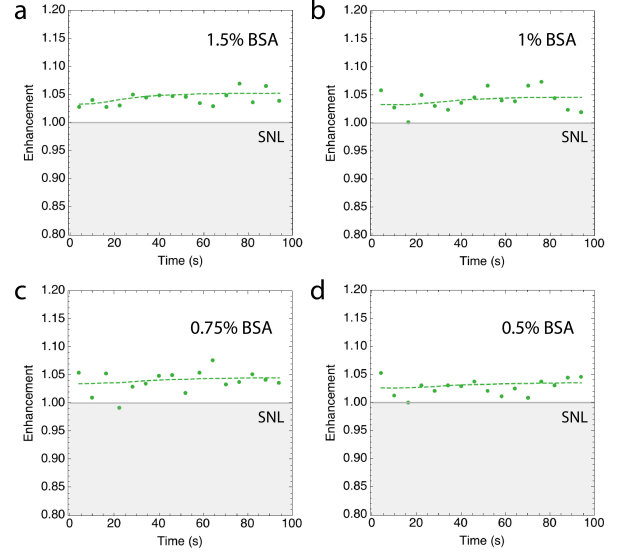 a
1.5% BSA
1.20
1.15
1.10
1.05
1.00
0.95
0.90
0.85
0.80
Enhancement
SNL
0 20 40 60 80 100
Time (s)
b
1% BSA
1.20
1.15
1.10
1.05
1.00
0.95
0.90
0.85
0.80
Enhancement
SNL
0 20 40 60 80 100
Time (s)
c
0.75% BSA
1.20
1.15
1.10
1.05
1.00
0.95
0.90
0.85
0.80
Enhancement
SNL
0 20 40 60 80 100
Time (s)
d
0.5% BSA
1.20
1.15
1.10
1.05
1.00
0.95
0.90
0.85
0.80
Enhancement
SNL
0 20 40 60 80 100
Time (s)